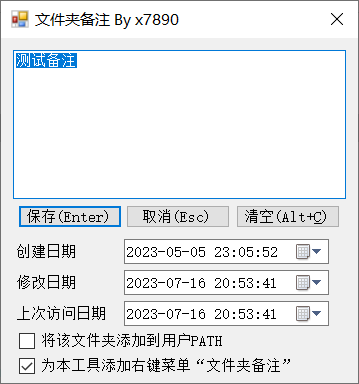 文件夹备注 By x7890
测试备注
保存(Enter) 取消(Esc) 清空(Alt+C)
创建日期 2023-05-05 23:05:52
修改日期 2023-07-16 20:53:41
上次访问日期 2023-07-16 20:53:41
将该文件夹添加到用户PATH
为本工具添加右键菜单“文件夹备注”